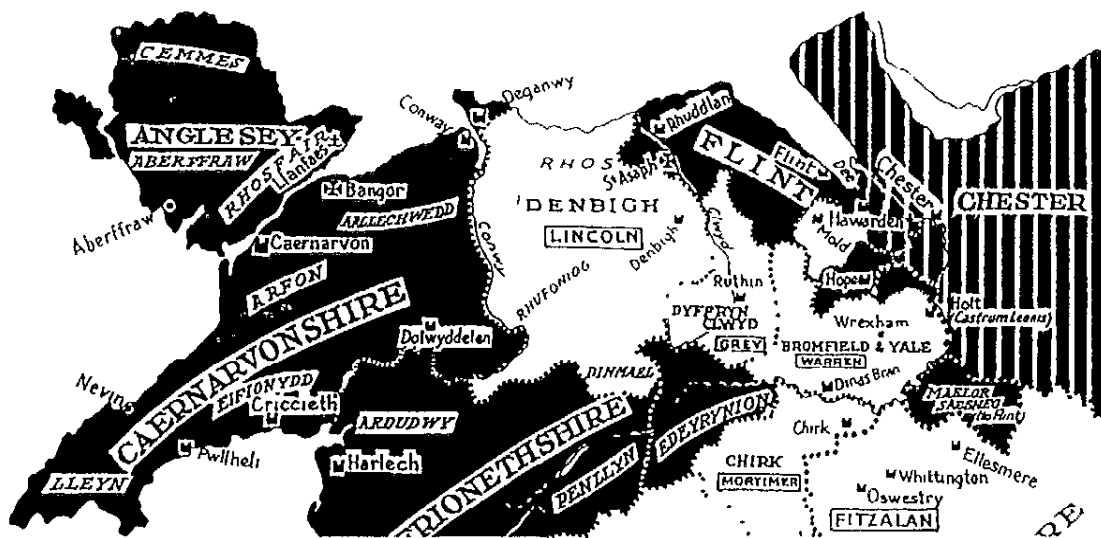 CEMMES
ANGLESEY
ABERFFRAW
RHOSFAIR
Llanfaes
Aberffraw
Bangor
ARLLECHWEDD
Caernarvon
ARFON
CAERNARVONSHIRE
Dolwyddelan
Nevin
EIFIONYDD
Criccieth
Pwllheli
LLEYN
ARDUDWY
Harlech
Conway
Deganwy
Conwy
RHOS
DENBIGH
LINCOLN
Denbigh
RHUFONIOG
St Asaph
Rhuddlan
FLINT
Flint
Dee
Chester
CHESTER
Hawarden
Mold
Hope
Clwyd
Ruthin
DYFFRYN
CLWYD
GREY
Wrexham
Holt
(Castrum Leonis)
BROMFIELD & YALE
WARREN
Dinas Bran
DINMAEL
EDEYRNION
PENLLYN
ERIONETHSHIRE
MAELOR
SAESNEG
(to Flint)
Chirk
CHIRK
MORTIMER
Ellesmere
Whittington
Oswestry
FITZALAN
RE